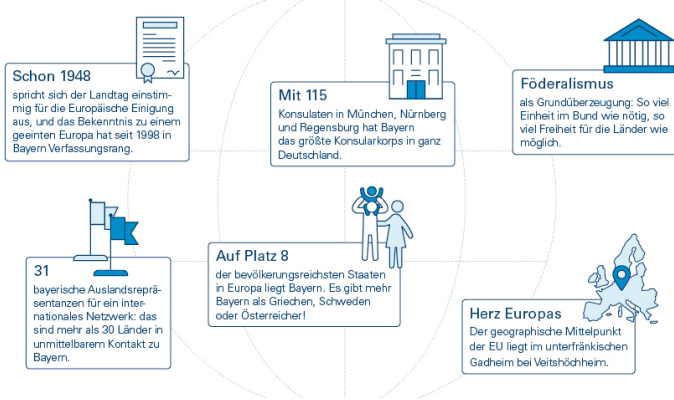 Schon 1948
spricht sich der Landtag einstim-
mig für die Europäische Einigung
aus, und das Bekenntnis zu einem
geeinten Europa hat seit 1998 in
Bayern Verfassungsrang.
Mit 115
Konsulaten in München, Nürnberg
und Regensburg hat Bayern
das größte Konsularkorps in ganz
Deutschland.
Föderalismus
als Grundüberzeugung: So viel
Einheit im Bund wie nötig, so
viel Freiheit für die Länder wie
möglich.
31
bayerische Auslandsreprä-
sentanzen für ein inter-
nationales Netzwerk: das
sind mehr als 30 Länder in
unmittelbarem Kontakt zu
Bayern.
Auf Platz 8
der bevölkerungsreichsten Staaten
in Europa liegt Bayern. Es gibt mehr
Bayern als Griechen, Schweden
oder Österreicher!
Herz Europas
Der geographische Mittelpunkt
der EU liegt im unterfränkischen
Gadheim bei Veitshöchheim.